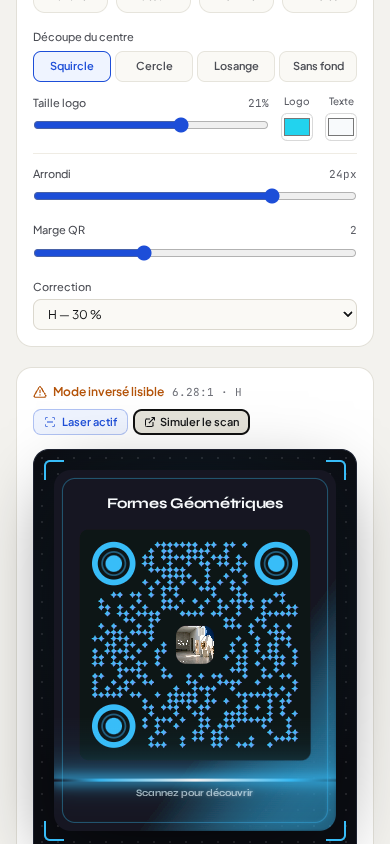 Découpe du centre
Squircle Cercle Losange Sans fond
Taille logo 21% Logo Texte
Arrondi 24px
Marge QR 2
Correction
H — 30 %
Mode inversé lisible 6.28:1 · H
Laser actif Simuler le scan
Formes Géométriques
Scannez pour découvrir